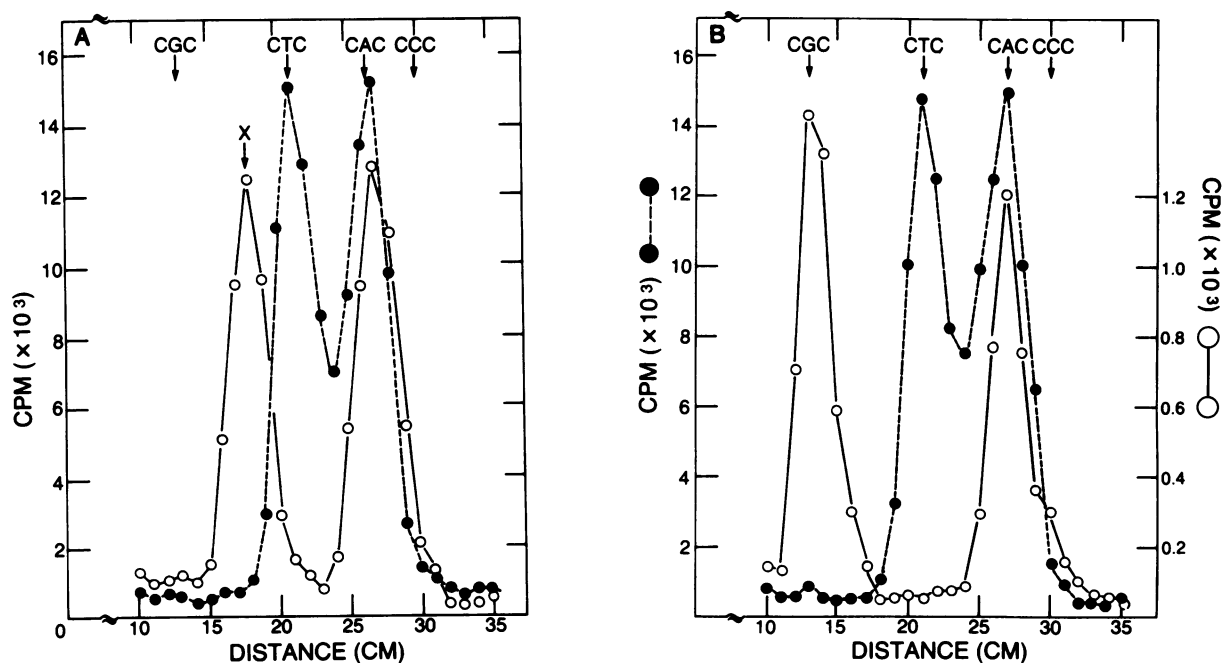 A
CGC CTC CAC CCC
X
16
14
12
10
8
6
4
2
0
CPM (× 10³)
10 15 20 25 30 35
DISTANCE (CM)
B
CGC CTC CAC CCC
16
14
12
10
8
6
4
2
CPM (× 10³)
1.2
1.0
0.8
0.6
0.4
0.2
CPM (× 10³)
10 15 20 25 30 35
DISTANCE (CM)